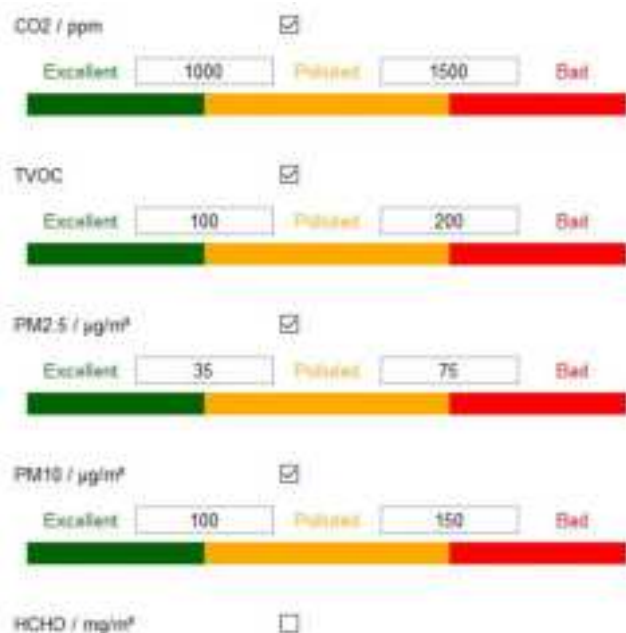 CO2 / ppm
Excellent 1000 Polluted 1500 Bad
TVOC
Excellent 100 Polluted 200 Bad
PM2.5 / µg/m³
Excellent 35 Polluted 75 Bad
PM10 / µg/m³
Excellent 100 Polluted 150 Bad
HCHO / mg/m³